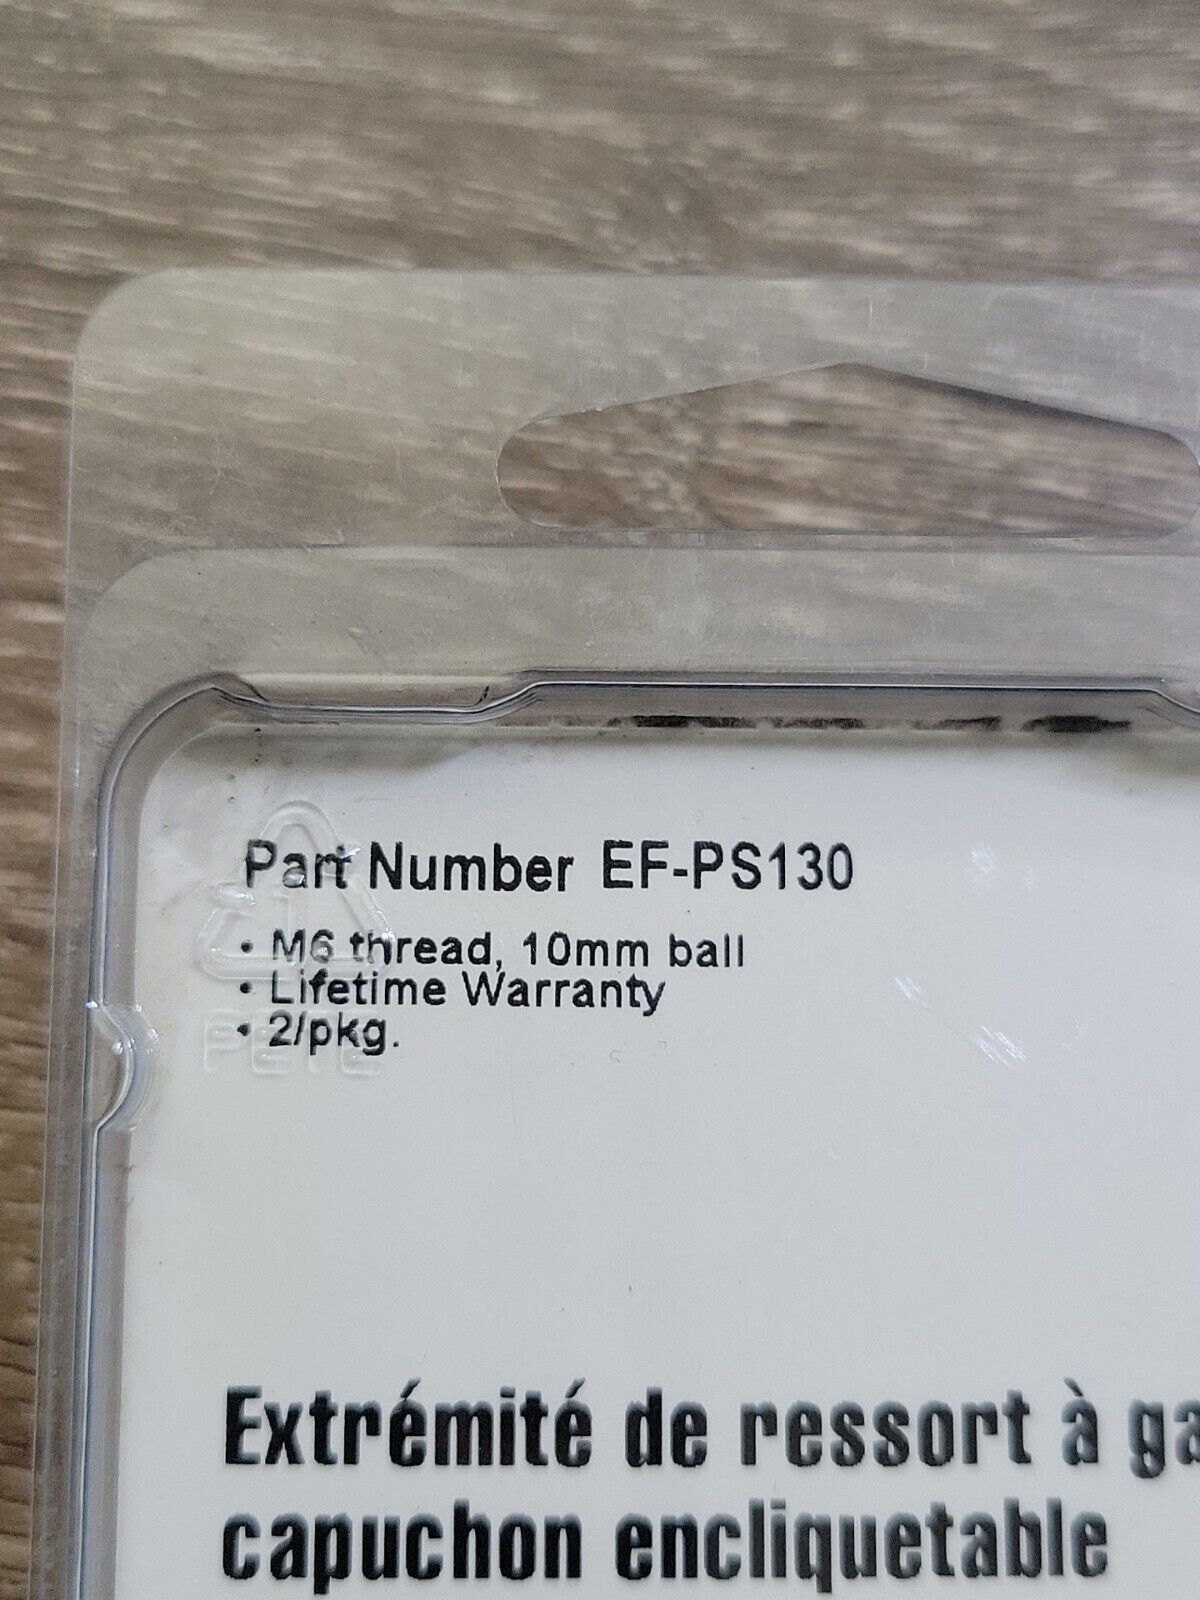 Part Number EF-PS130
• M6 thread, 10mm ball
• Lifetime Warranty
• 2/pkg.
1
PETE
Extrémité de ressort à ga
capuchon encliquetable